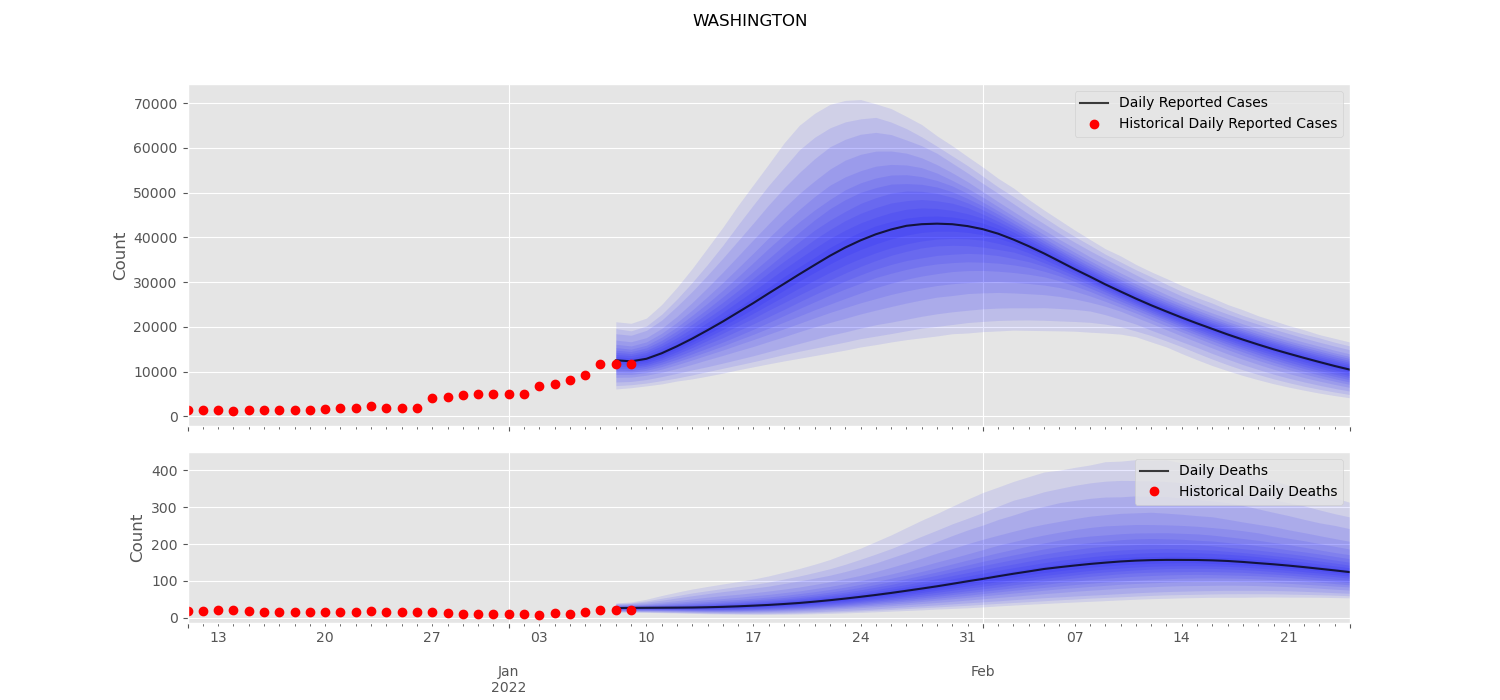 WASHINGTON
70000
60000
50000
40000
30000
20000
10000
0
Count
Daily Reported Cases
Historical Daily Reported Cases
400
300
200
100
0
Count
Daily Deaths
Historical Daily Deaths
13 20 27 03 10 17 24 31 07 14 21
Jan Feb
2022